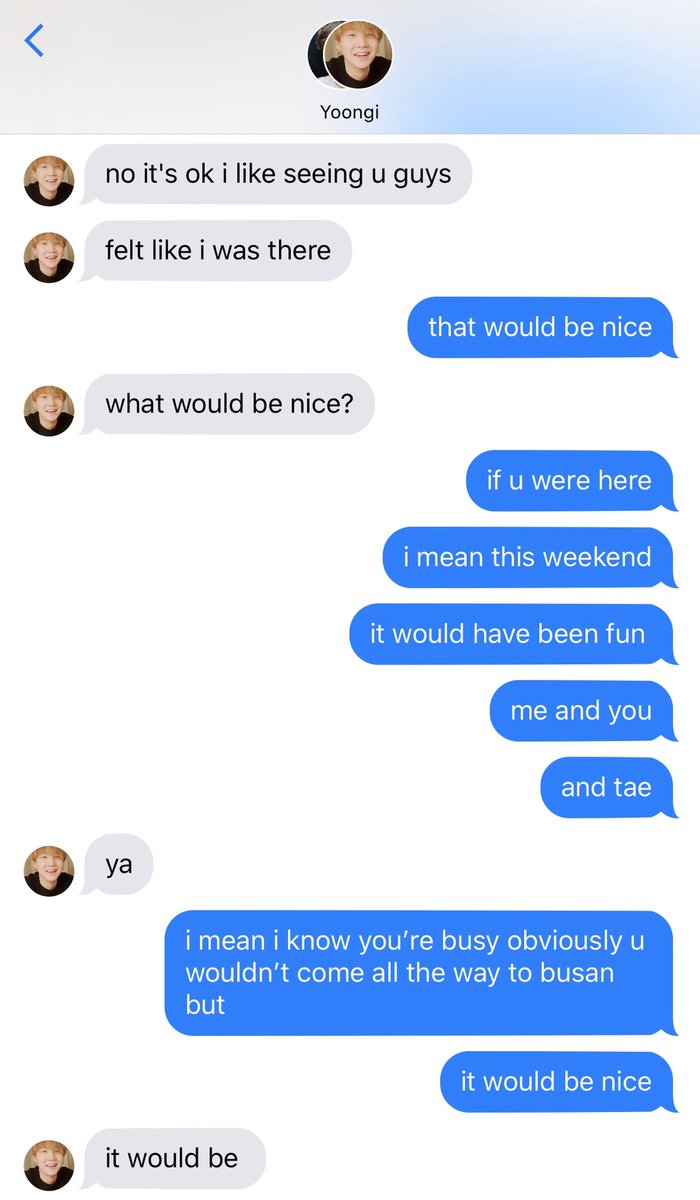 Yoongi
no it's ok i like seeing u guys
felt like i was there
that would be nice
what would be nice?
if u were here
i mean this weekend
it would have been fun
me and you
and tae
ya
i mean i know you’re busy obviously u
wouldn’t come all the way to busan
but
it would be nice
it would be